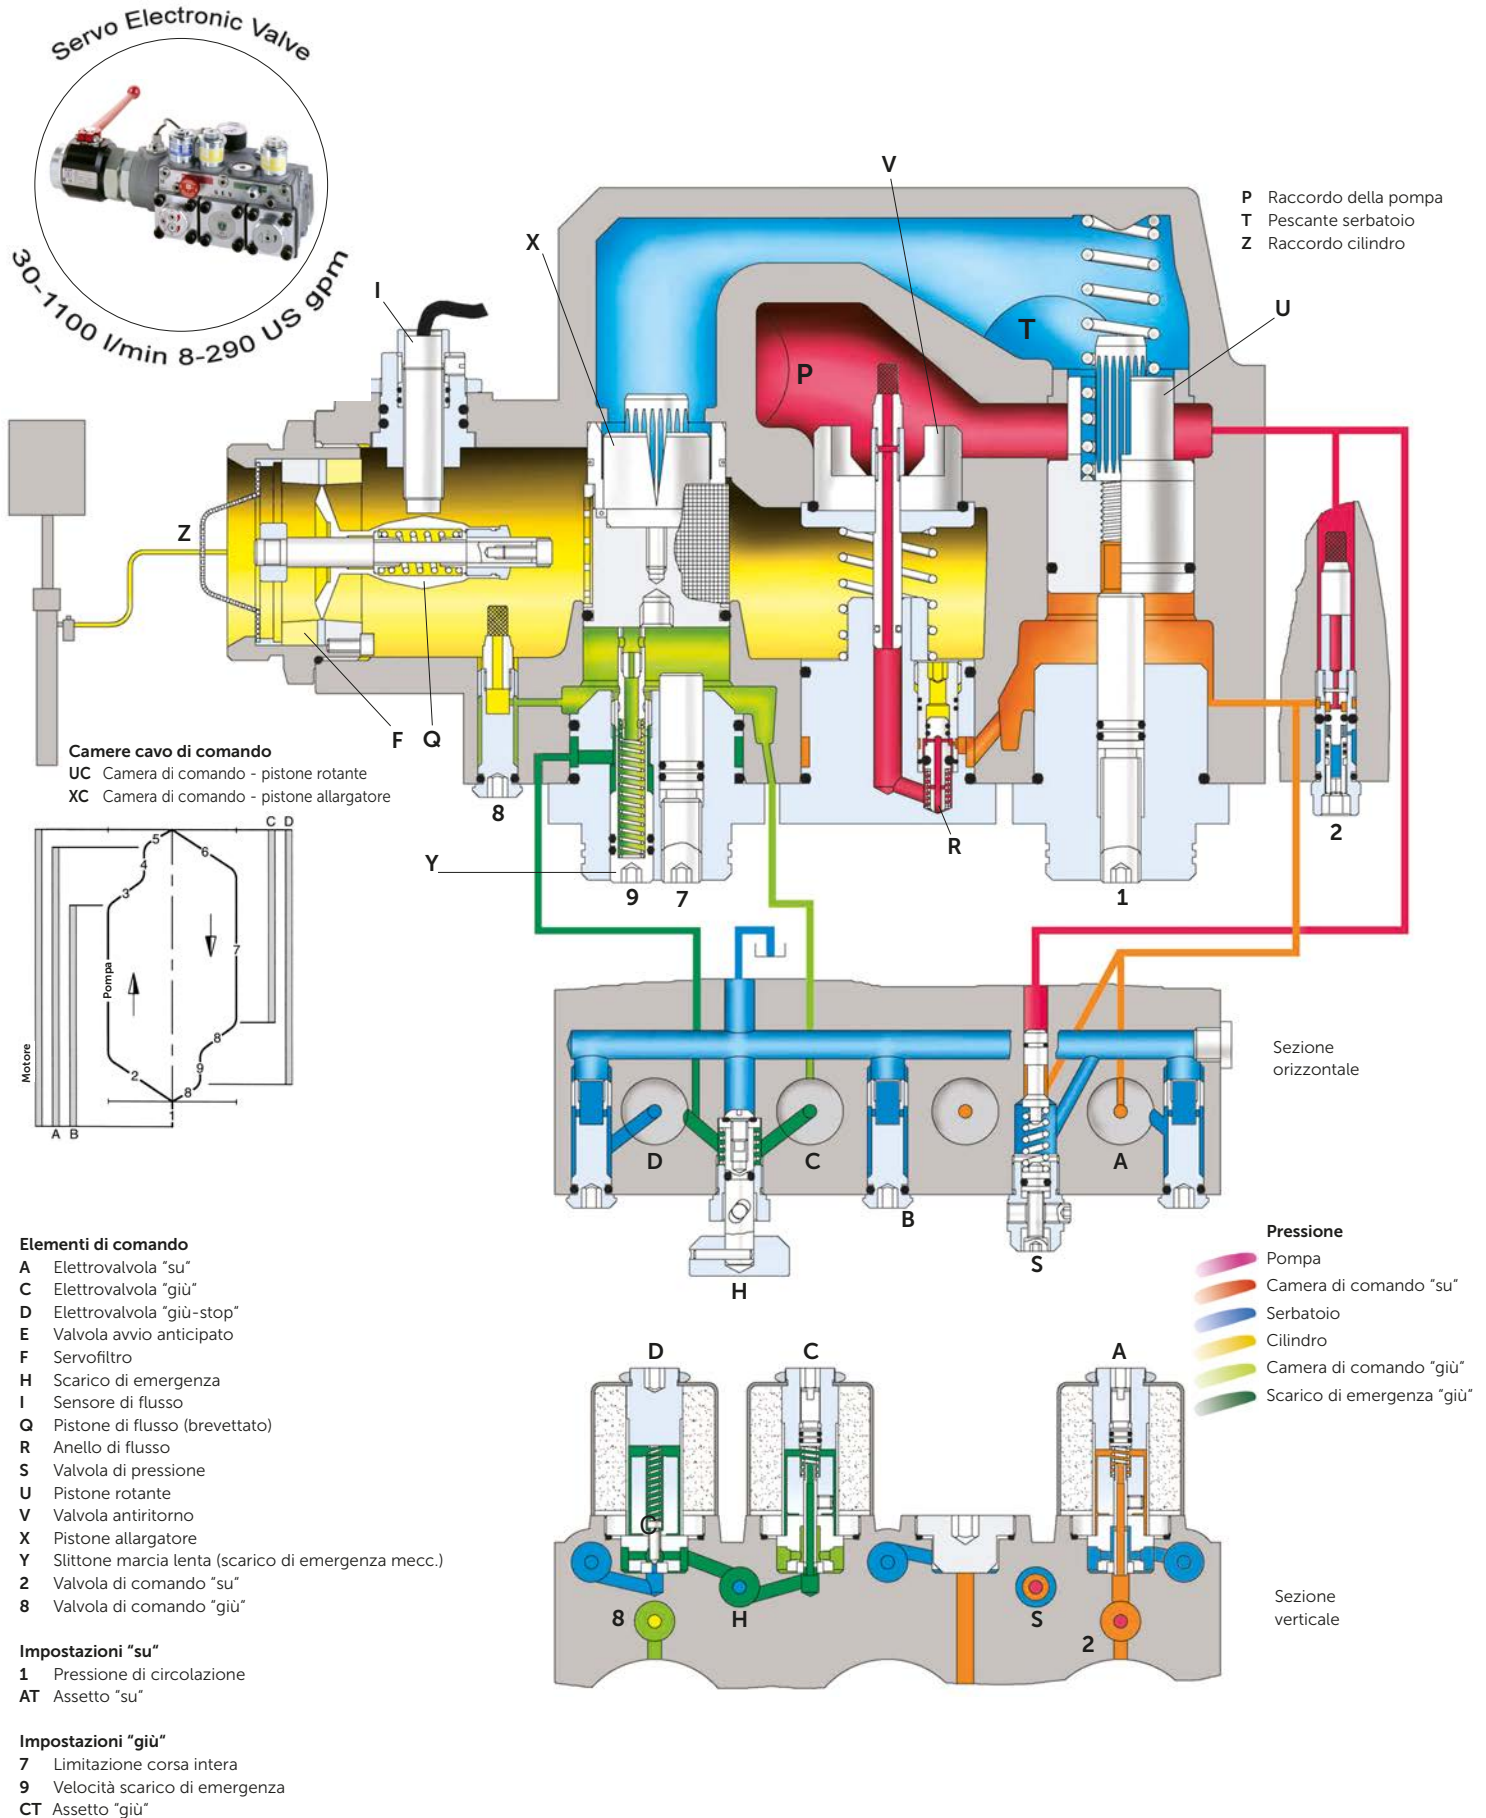 Servo Electronic Valve
30-1100 l/min 8-290 US gpm
P Raccordo della pompa
T Pescante serbatoio
Z Raccordo cilindro
V
X
I
U
T
P
Z
F Q
8
R
2
Y
9 7
1
Camere cavo di comando
UC Camera di comando - pistone rotante
XC Camera di comando - pistone allargatore
C D
5
6
4
3
7
Pompa
Motore
8
2
9
8
1
A B
Sezione
orizzontale
D
C
A
B
S
H
Elementi di comando
A Elettrovalvola "su"
C Elettrovalvola "giù"
D Elettrovalvola "giù-stop"
E Valvola avvio anticipato
F Servofiltro
H Scarico di emergenza
I Sensore di flusso
Q Pistone di flusso (brevettato)
R Anello di flusso
S Valvola di pressione
U Pistone rotante
V Valvola antiritorno
X Pistone allargatore
Y Slittone marcia lenta (scarico di emergenza mecc.)
2 Valvola di comando "su"
8 Valvola di comando "giù"
Impostazioni "su"
1 Pressione di circolazione
AT Assetto "su"
Impostazioni "giù"
7 Limitazione corsa intera
9 Velocità scarico di emergenza
CT Assetto "giù"
Pressione
Pompa
Camera di comando "su"
Serbatoio
Cilindro
Camera di comando "giù"
Scarico di emergenza "giù"
D
C
A
C
8
H
S
2
Sezione
verticale